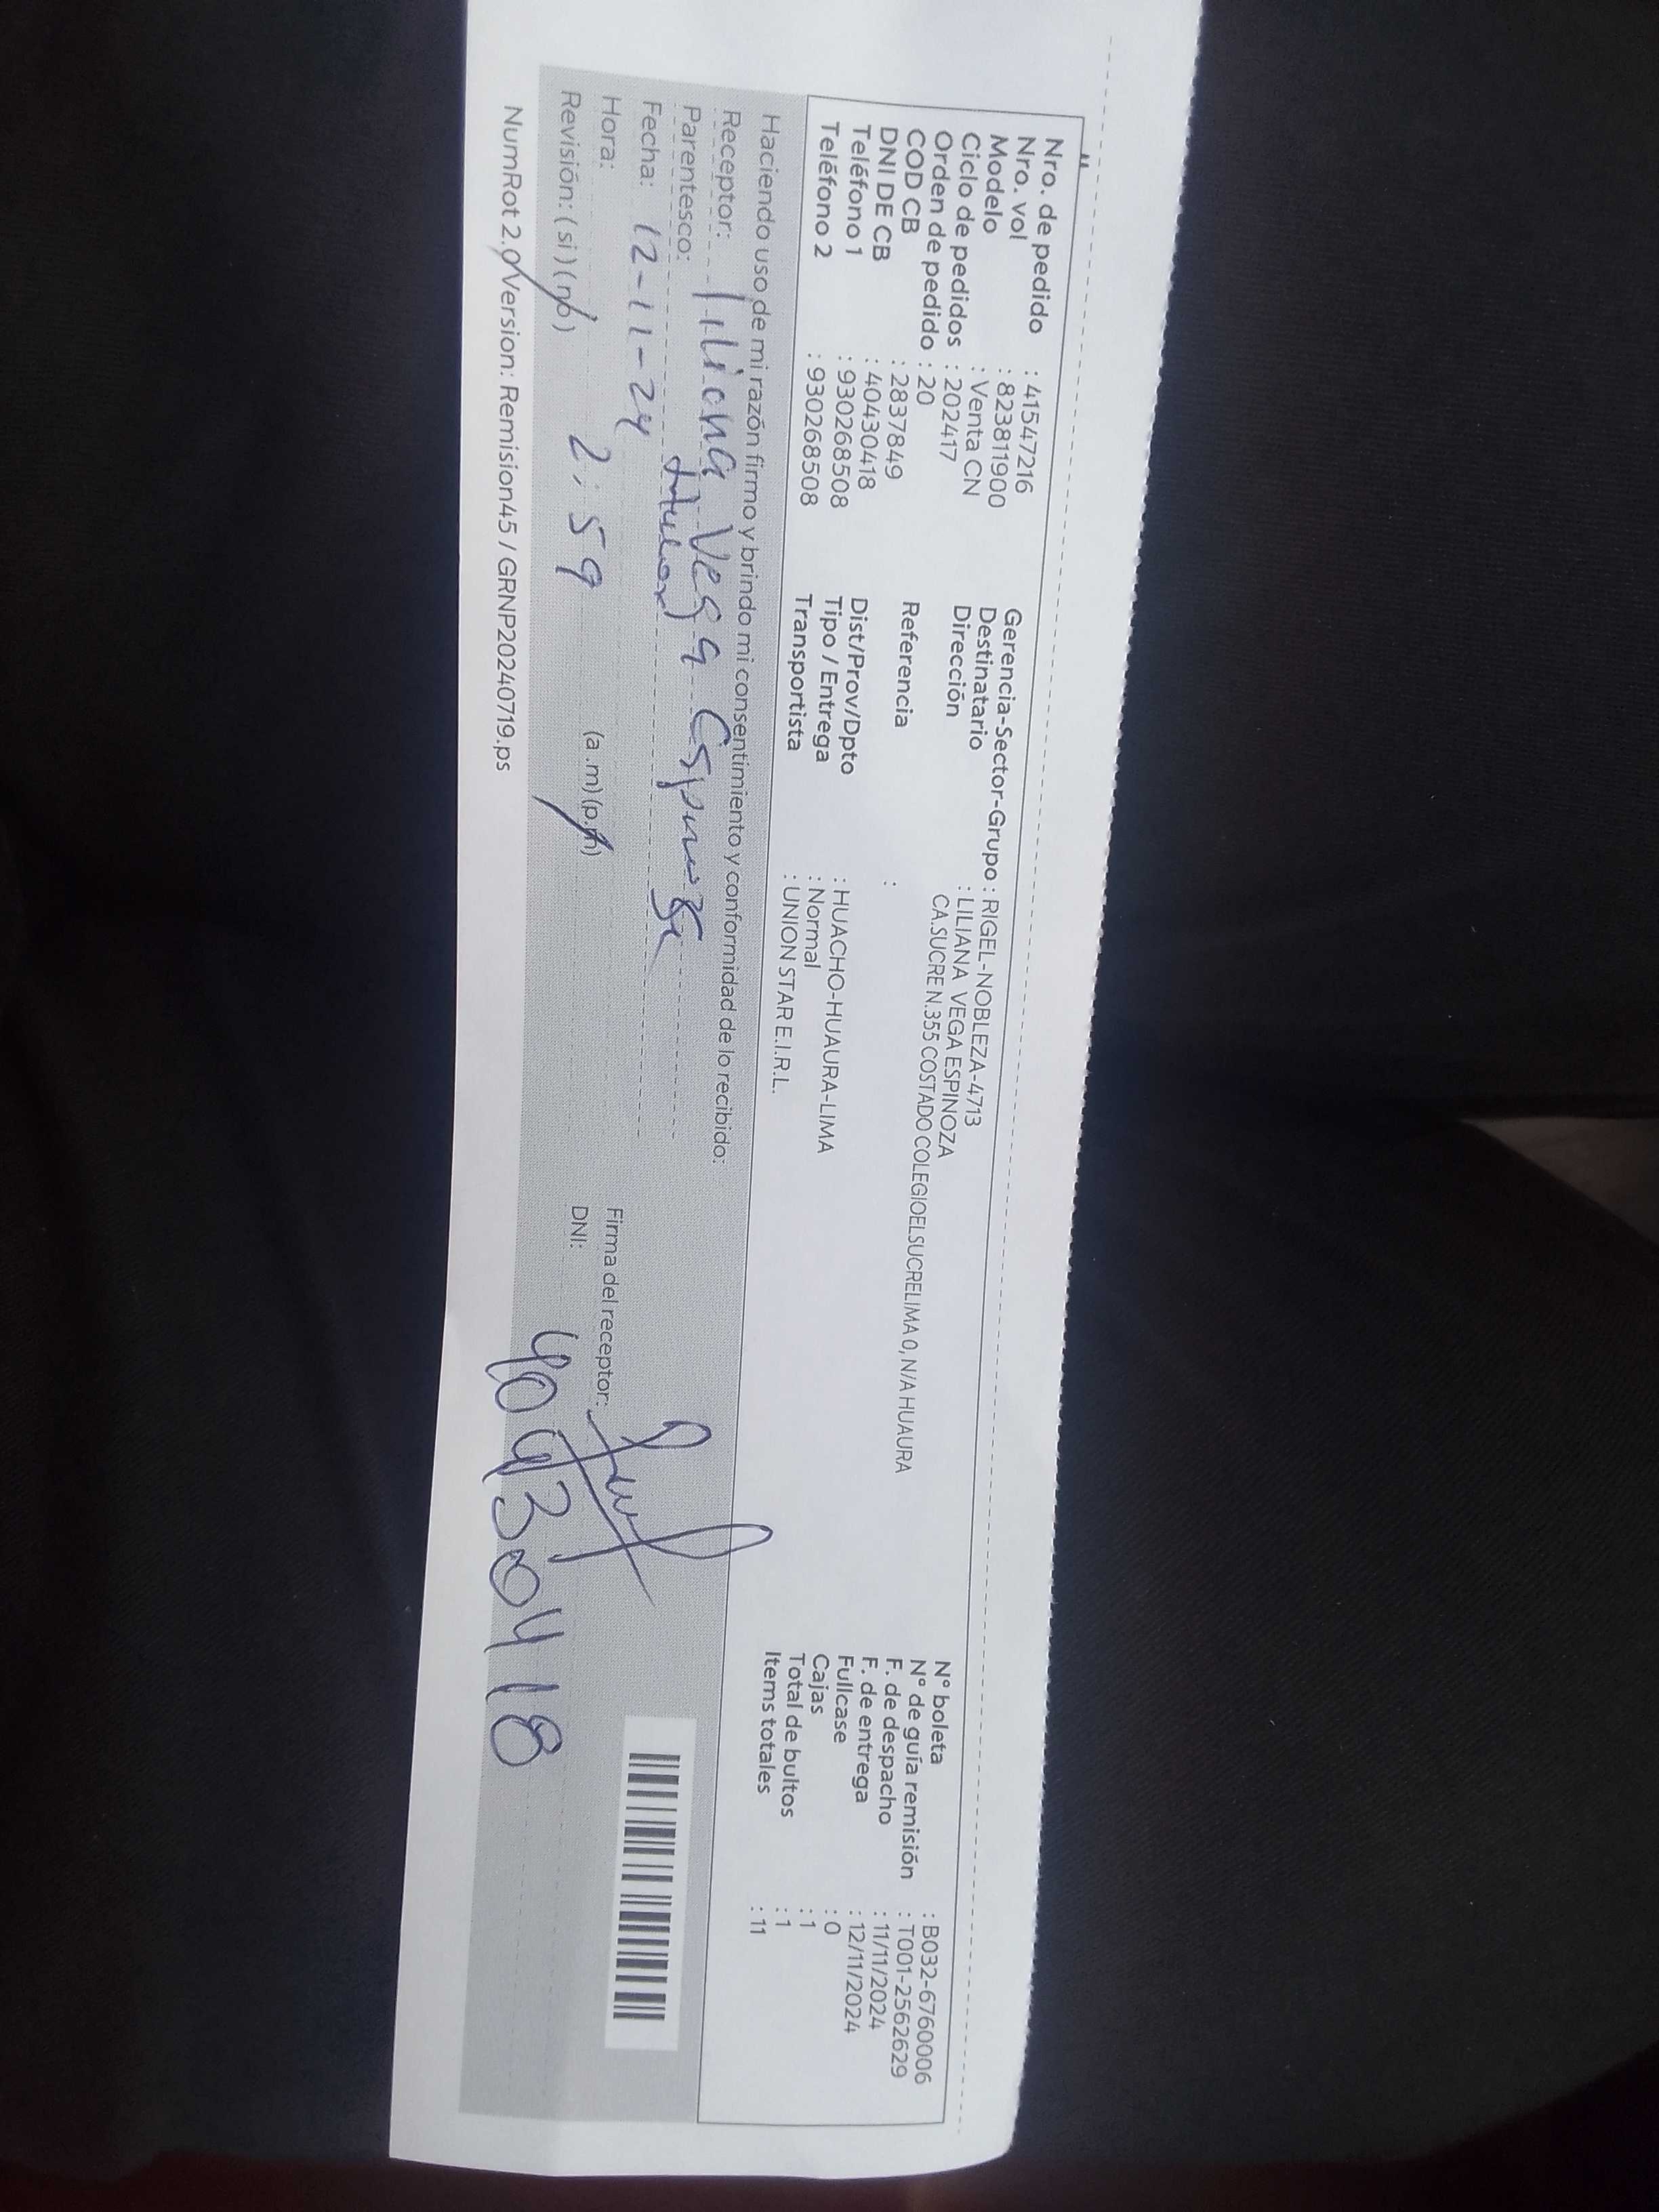 Nro. de pedido : 41547216
Nro. vol : 823811900
Modelo : Venta CN
Ciclo de pedidos : 202417
Orden de pedido : 20
COD CB : 2837849
DNI DE CB : 40430418
Teléfono 1 : 930268508
Teléfono 2 : 930268508
Gerencia-Sector-Grupo : RIGEL-NOBLEZA-4713
Destinatario : LILIANA VEGA ESPINOZA
Dirección CA.SUCRE N.355 COSTADO COLEGIOELSUCRELIMA 0, N/A HUAURA
Referencia :
Dist/Prov/Dpto : HUACHO-HUAURA-LIMA
Tipo / Entrega : Normal
Transportista : UNION STAR E.I.R.L.
N° boleta : B032-6760006
N° de guía remisión : T001-2562629
F. de despacho : 11/11/2024
F. de entrega : 12/11/2024
Fullcase : 0
Cajas : 1
Total de bultos : 1
Items totales : 11
Haciendo uso de mi razón firmo y brindo mi consentimiento y conformidad de lo recibido:
Receptor: Liliana Vega Espinoza
Parentesco:
Fecha: 12-11-24
Hora: 2:59 (a.m) (p.m)
Revisión: (si) (no)
Firma del receptor:
DNI: 40430418
NumRot 2.0/Version: Remision45 / GRNP20240719.ps